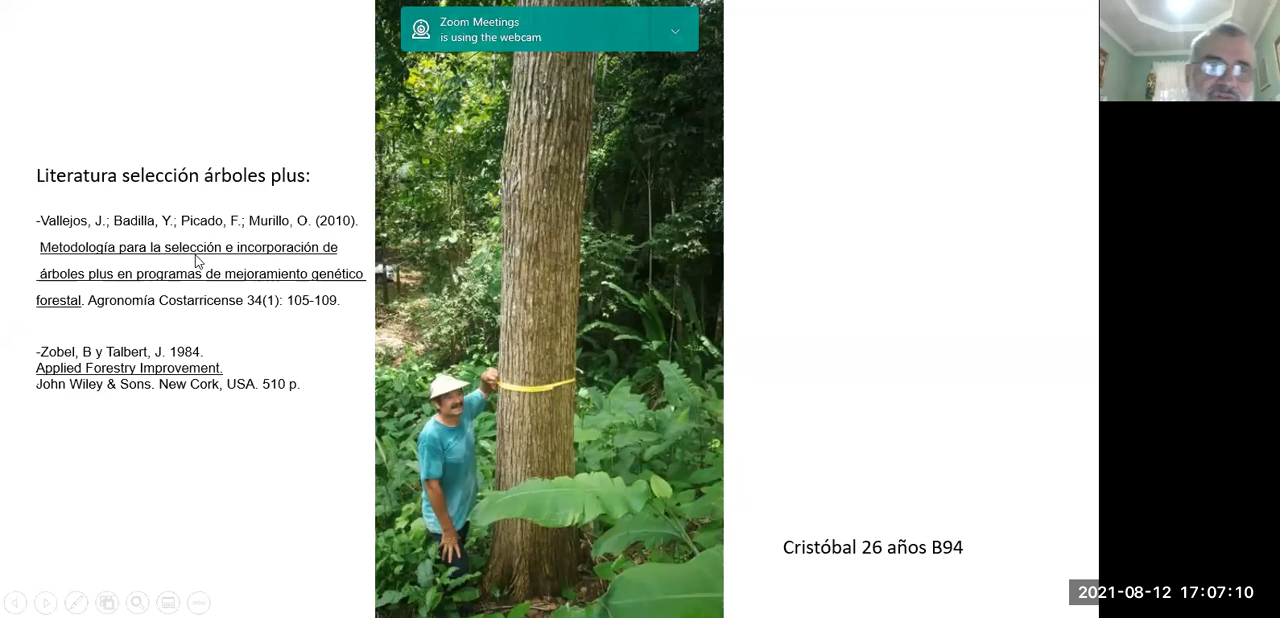 Zoom Meetings
is using the webcam
Literatura selección árboles plus:
-Vallejos, J.; Badilla, Y.; Picado, F.; Murillo, O. (2010).
Metodología para la selección e incorporación de
árboles plus en programas de mejoramiento genético
forestal. Agronomía Costarricense 34(1): 105-109.
-Zobel, B y Talbert, J. 1984.
Applied Forestry Improvement.
John Wiley & Sons. New Cork, USA. 510 p.
Cristóbal 26 años B94
2021-08-12 17:07:10